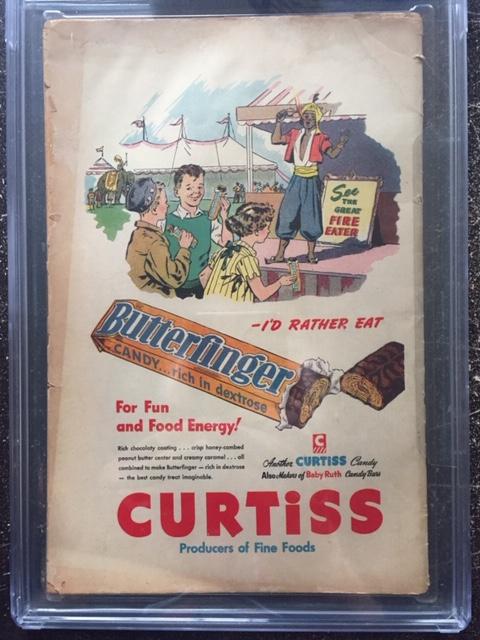 See
THE
GREAT
FIRE
EATER
-I'D RATHER EAT
Butterfinger
CANDY...rich in dextrose
For Fun
and Food Energy!
Rich chocolaty coating . . . crisp honey-combed
peanut butter center and creamy caramel . . . all
combined to make Butterfinger — rich in dextrose
— the best candy treat imaginable.
C
Another CURTISS Candy
Also Makers of Baby Ruth Candy Bars
CURTiSS
Producers of Fine Foods